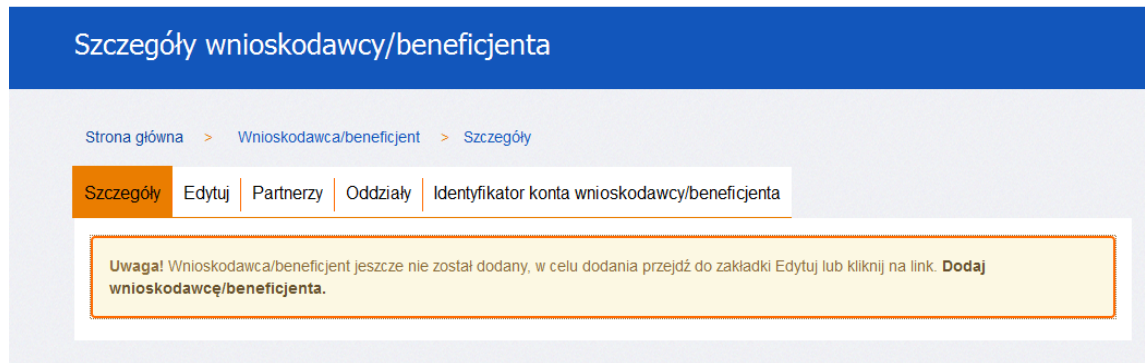 Szczegóły wnioskodawcy/beneficjenta
Strona główna > Wnioskodawca/beneficjent > Szczegóły
Szczegóły Edytuj Partnerzy Oddziały Identyfikator konta wnioskodawcy/beneficjenta
Uwaga! Wnioskodawca/beneficjent jeszcze nie został dodany, w celu dodania przejdź do zakładki Edytuj lub kliknij na link. Dodaj
wnioskodawcę/beneficjenta.